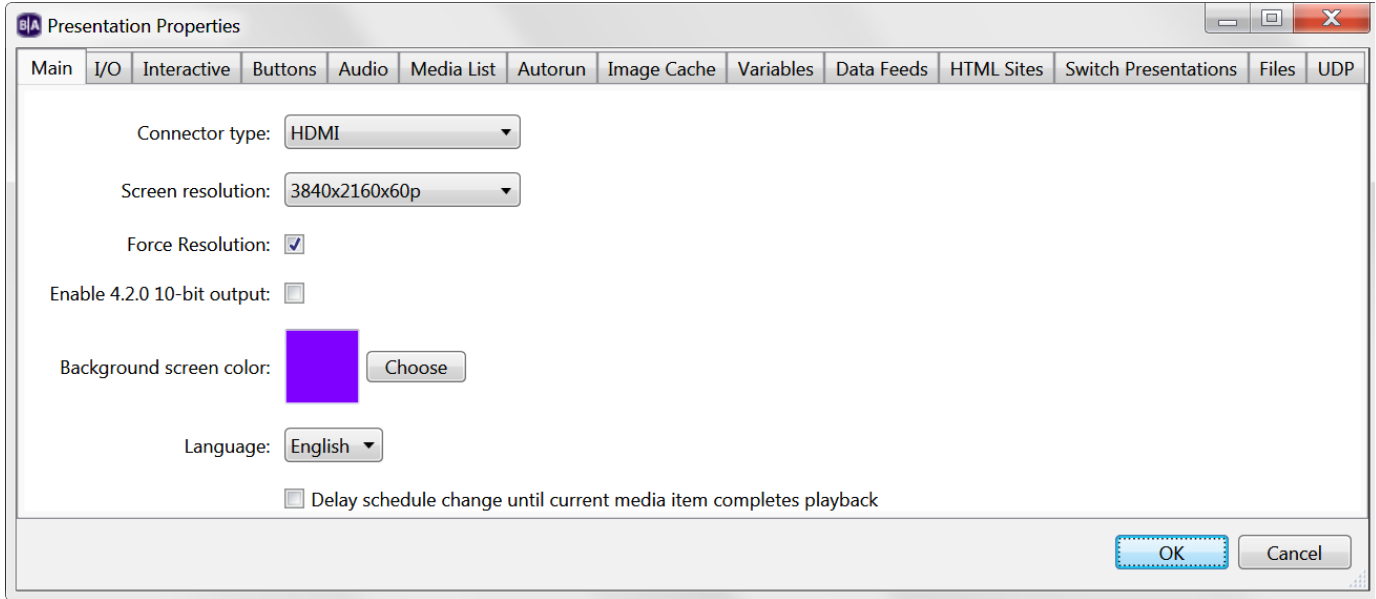 B|A Presentation Properties
Main I/O Interactive Buttons Audio Media List Autorun Image Cache Variables Data Feeds HTML Sites Switch Presentations Files UDP
Connector type: HDMI
Screen resolution: 3840x2160x60p
Force Resolution:
Enable 4.2.0 10-bit output:
Background screen color: Choose
Language: English
Delay schedule change until current media item completes playback
OK Cancel